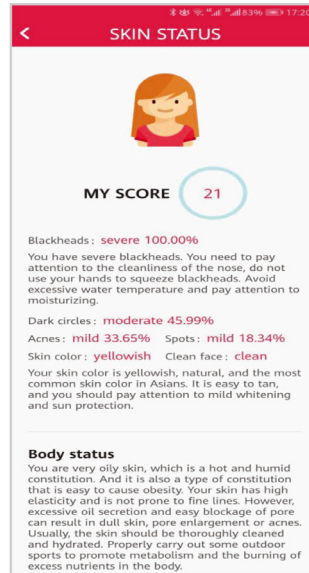 83% 17:20
SKIN STATUS
MY SCORE 21
Blackheads: severe 100.00%
You have severe blackheads. You need to pay
attention to the cleanliness of the nose, do not
use your hands to squeeze blackheads. Avoid
excessive water temperature and pay attention to
moisturizing.
Dark circles: moderate 45.99%
Acnes: mild 33.65% Spots: mild 18.34%
Skin color: yellowish Clean face: clean
Your skin color is yellowish, natural, and the most
common skin color in Asians. It is easy to tan,
and you should pay attention to mild whitening
and sun protection.
Body status
You are very oily skin, which is a hot and humid
constitution. And it is also a type of constitution
that is easy to cause obesity. Your skin has high
elasticity and is not prone to fine lines. However,
excessive oil secretion and easy blockage of pore
can result in dull skin, pore enlargement or acnes.
Usually, the skin should be thoroughly cleaned
and hydrated. Properly carry out some outdoor
sports to promote metabolism and the burning of
excess nutrients in the body.